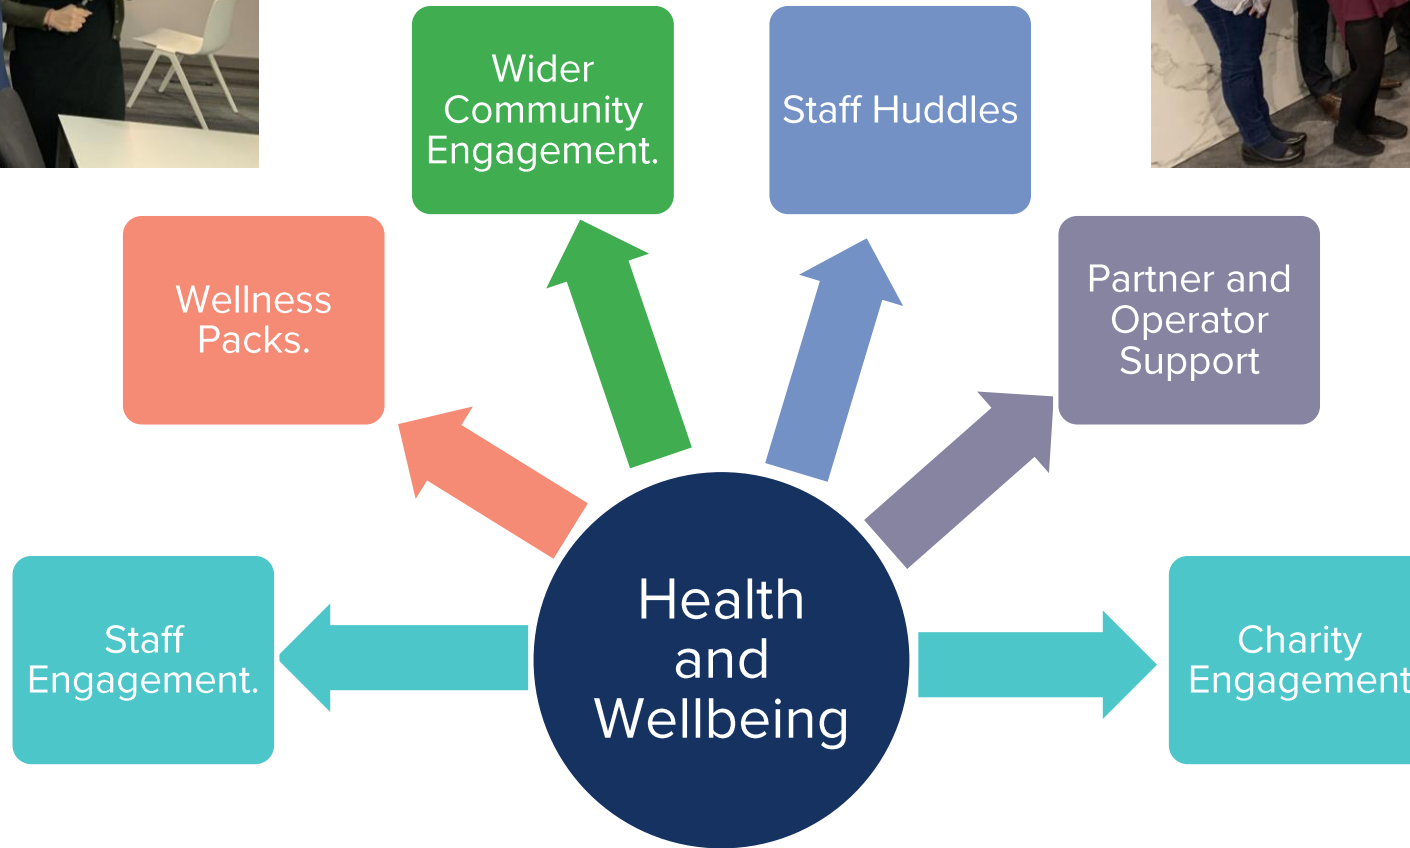 Wider
Community
Engagement.
Staff Huddles
Wellness
Packs.
Partner and
Operator
Support
Staff
Engagement.
Health
and
Wellbeing
Charity
Engagement